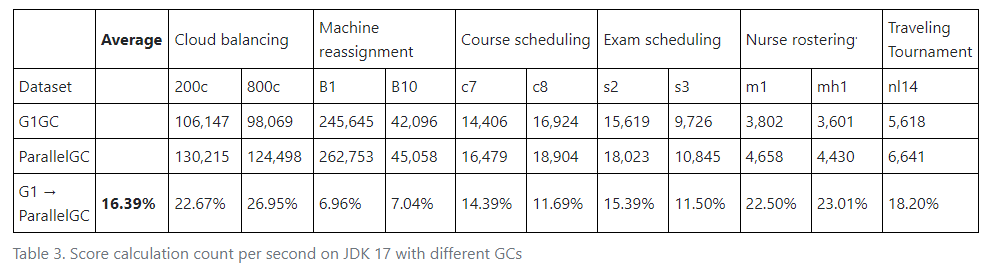 Average Cloud balancing Machine reassignment Course scheduling Exam scheduling Nurse rostering Traveling Tournament
Dataset 200c 800c B1 B10 c7 c8 s2 s3 m1 mh1 nl14
G1GC 106,147 98,069 245,645 42,096 14,406 16,924 15,619 9,726 3,802 3,601 5,618
ParallelGC 130,215 124,498 262,753 45,058 16,479 18,904 18,023 10,845 4,658 4,430 6,641
G1 → ParallelGC 16.39% 22.67% 26.95% 6.96% 7.04% 14.39% 11.69% 15.39% 11.50% 22.50% 23.01% 18.20%
Table 3. Score calculation count per second on JDK 17 with different GCs